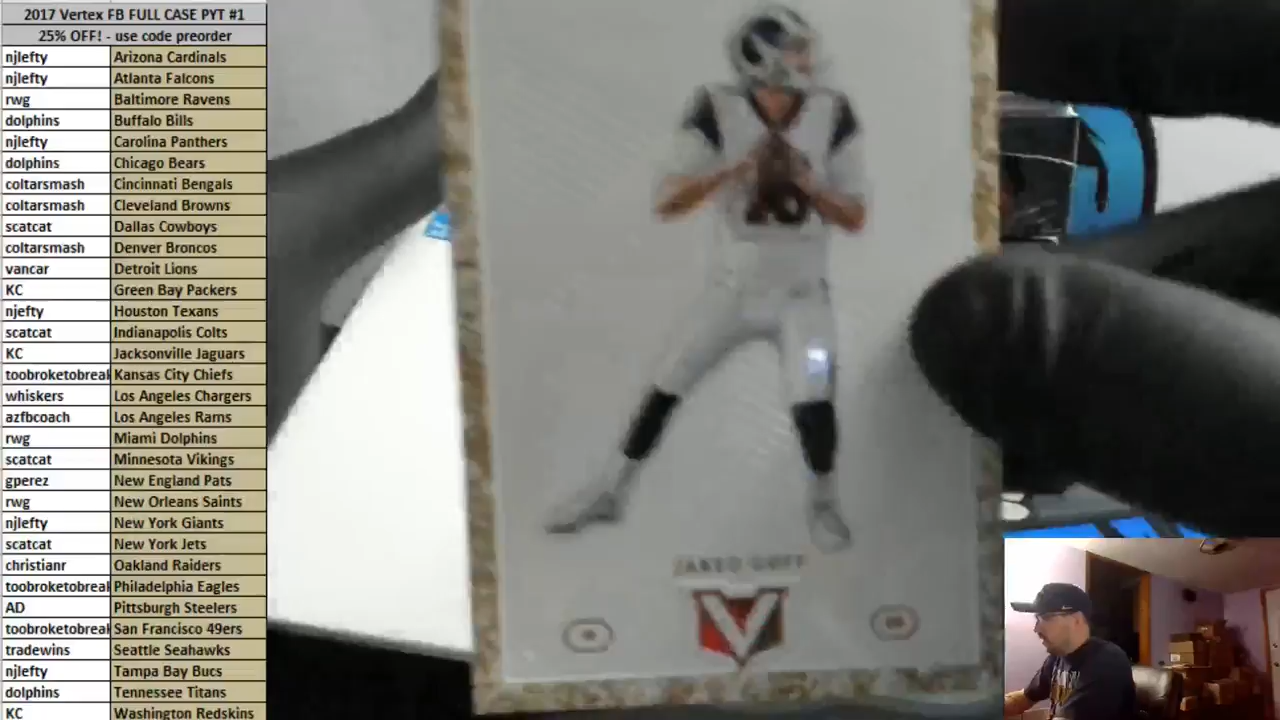 2017 Vertex FB FULL CASE PYT #1
25% OFF! - use code preorder
njlefty Arizona Cardinals
njlefty Atlanta Falcons
rwg Baltimore Ravens
dolphins Buffalo Bills
njlefty Carolina Panthers
dolphins Chicago Bears
coltarsmash Cincinnati Bengals
coltarsmash Cleveland Browns
scatcat Dallas Cowboys
coltarsmash Denver Broncos
vancar Detroit Lions
KC Green Bay Packers
njefty Houston Texans
scatcat Indianapolis Colts
KC Jacksonville Jaguars
toobroketobreak Kansas City Chiefs
whiskers Los Angeles Chargers
azfbcoach Los Angeles Rams
rwg Miami Dolphins
scatcat Minnesota Vikings
gperez New England Pats
rwg New Orleans Saints
njlefty New York Giants
scatcat New York Jets
christianr Oakland Raiders
toobroketobreak Philadelphia Eagles
AD Pittsburgh Steelers
toobroketobreak San Francisco 49ers
tradewins Seattle Seahawks
njlefty Tampa Bay Bucs
dolphins Tennessee Titans
KC Washington Redskins
JARED GOFF
V